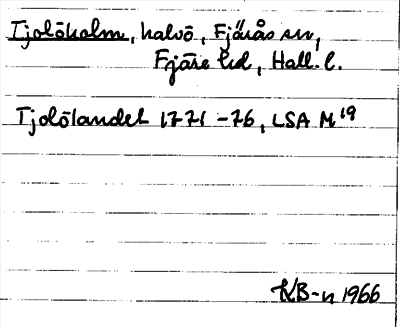 Tjolöholm, halvö, Fjärås sn,
Fjäre hd, Hall. l.
Tjolölandet 1771-76, LSA M¹⁹
KB-n 1966